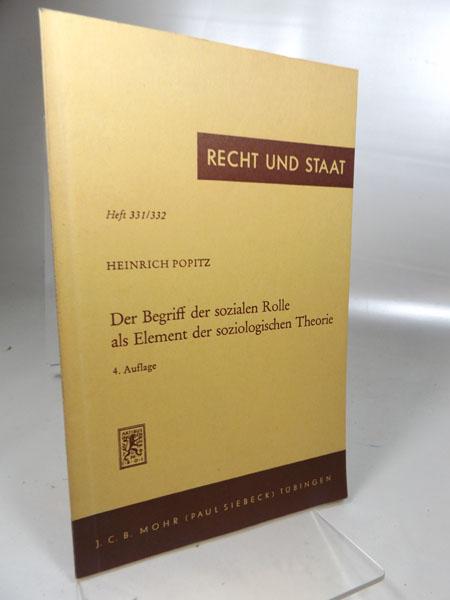 RECHT UND STAAT
Heft 331/332
HEINRICH POPITZ
Der Begriff der sozialen Rolle
als Element der soziologischen Theorie
4. Auflage
J. C. B. MOHR (PAUL SIEBECK) TÜBINGEN